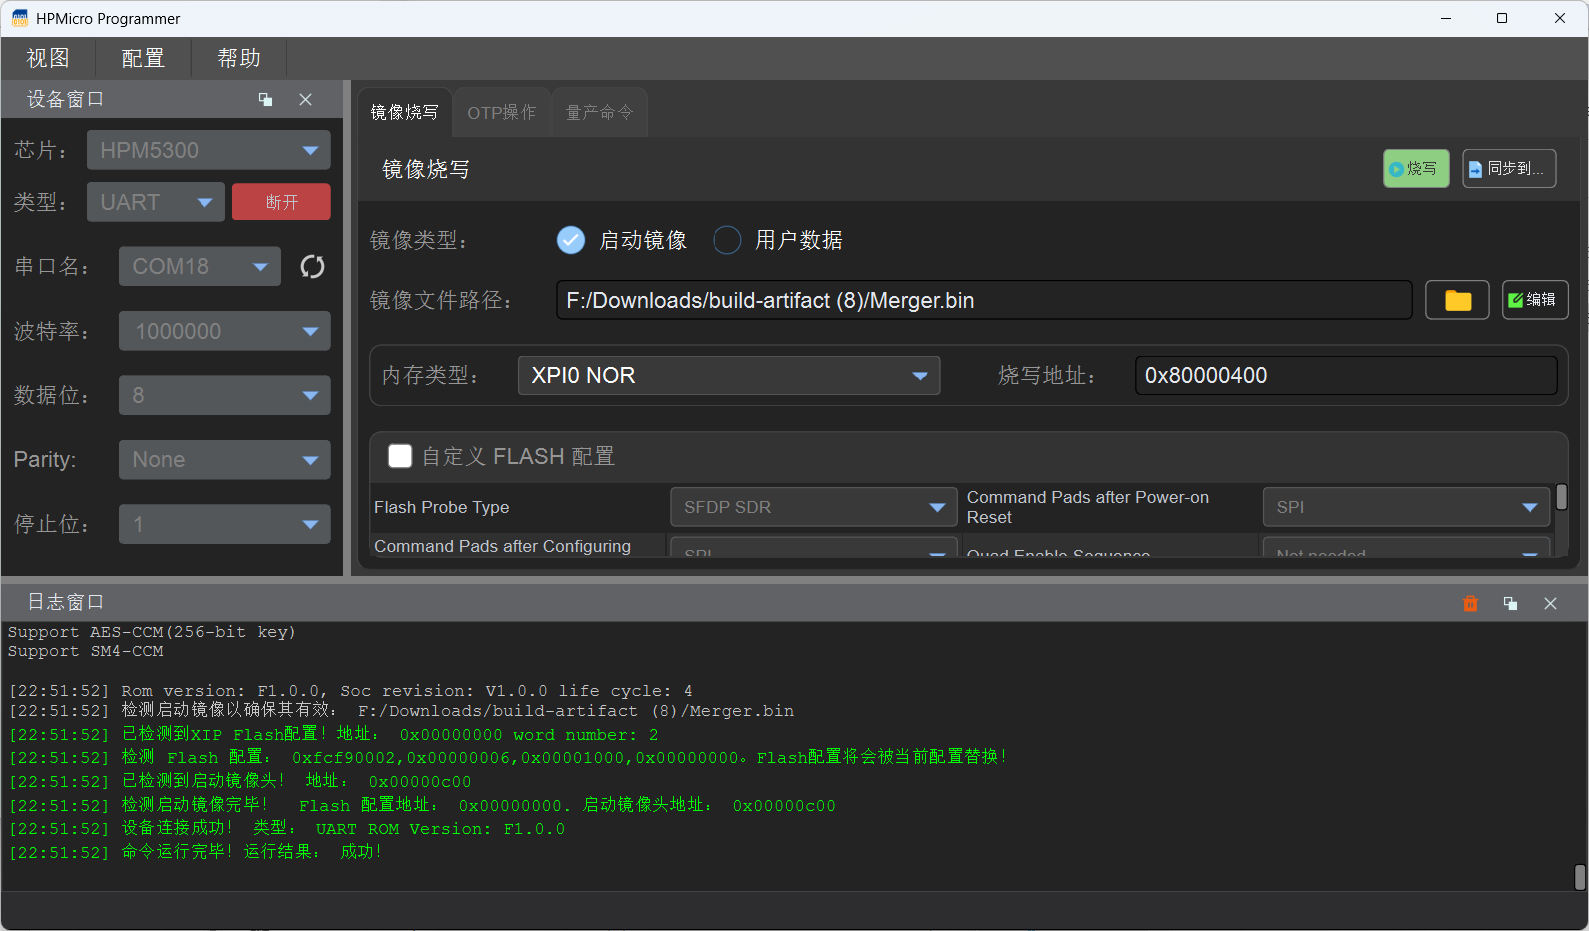 HPMicro Programmer
视图 配置 帮助
设备窗口
芯片： HPM5300
类型： UART 断开
串口名： COM18
波特率： 1000000
数据位： 8
Parity: None
停止位： 1
镜像烧写 OTP操作 量产命令
镜像烧写 烧写 同步到...
镜像类型： 启动镜像 用户数据
镜像文件路径： F:/Downloads/build-artifact (8)/Merger.bin 编辑
内存类型： XPI0 NOR 烧写地址： 0x80000400
自定义 FLASH 配置
Flash Probe Type SFDP SDR Command Pads after Power-on Reset SPI
Command Pads after Configuring SPI Quad Enable Sequence Not needed
日志窗口
Support AES-CCM(256-bit key)
Support SM4-CCM
[22:51:52] Rom version: F1.0.0, Soc revision: V1.0.0 life cycle: 4
[22:51:52] 检测启动镜像以确保其有效： F:/Downloads/build-artifact (8)/Merger.bin
[22:51:52] 已检测到XIP Flash配置！地址： 0x00000000 word number: 2
[22:51:52] 检测 Flash 配置： 0xfcf90002,0x00000006,0x00001000,0x00000000。Flash配置将会被当前配置替换！
[22:51:52] 已检测到启动镜像头！ 地址： 0x00000c00
[22:51:52] 检测启动镜像完毕！ Flash 配置地址： 0x00000000. 启动镜像头地址： 0x00000c00
[22:51:52] 设备连接成功！ 类型： UART ROM Version: F1.0.0
[22:51:52] 命令运行完毕！运行结果： 成功！